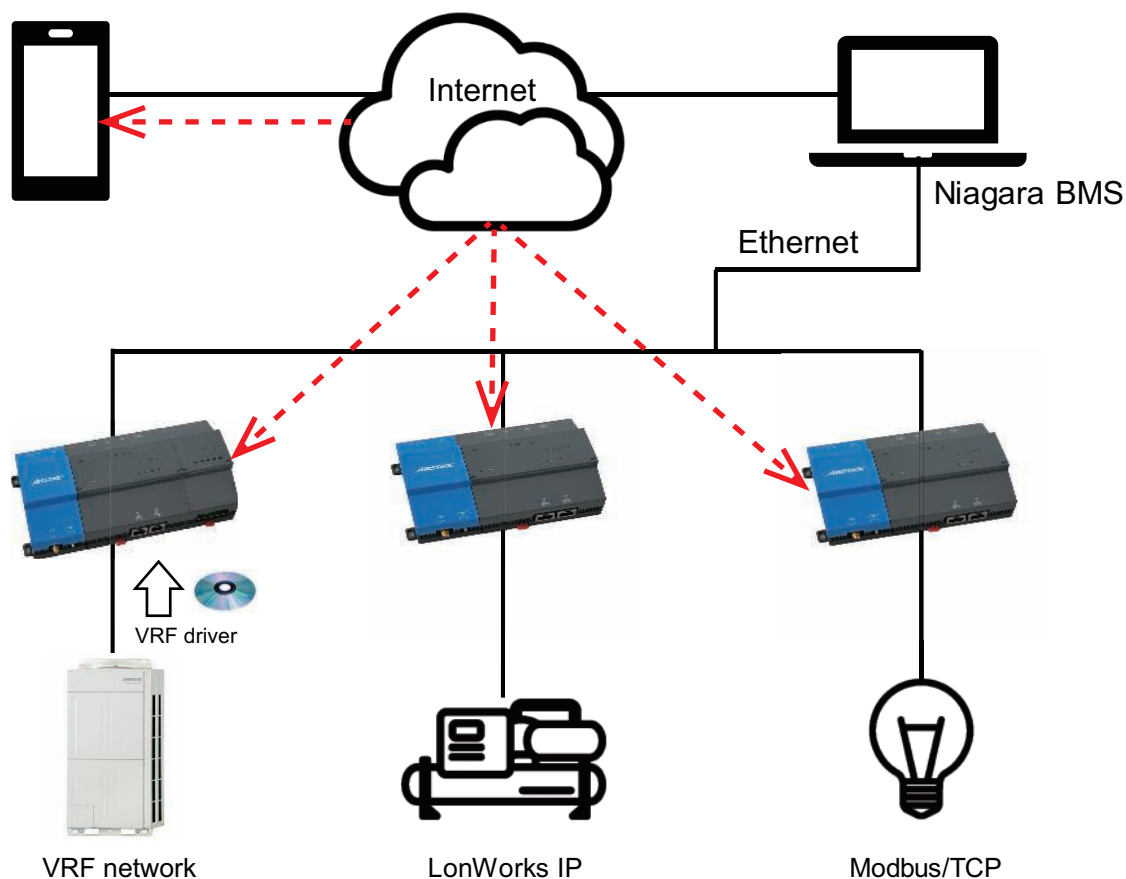 Internet
Niagara BMS
Ethernet
VRF driver
VRF network
LonWorks IP
Modbus/TCP